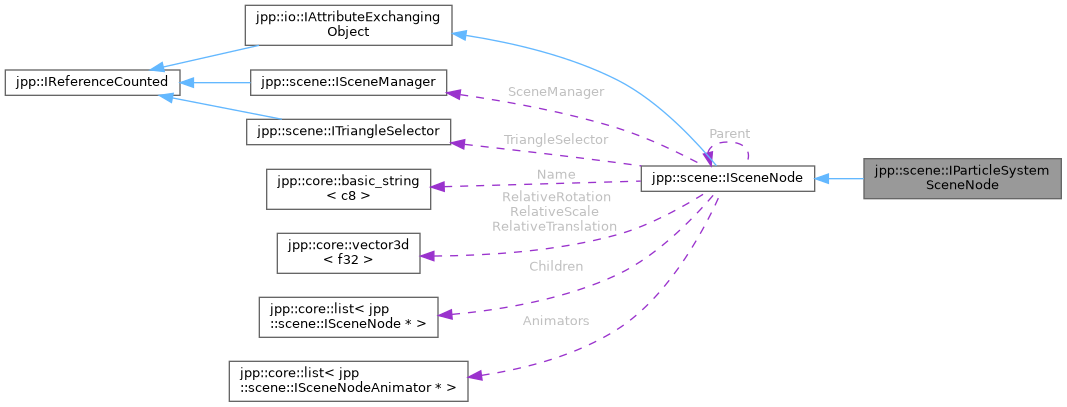 jpp::io::IAttributeExchanging
Object
jpp::IReferenceCounted
jpp::scene::ISceneManager
SceneManager
jpp::scene::ITriangleSelector
TriangleSelector
Parent
jpp::core::basic_string
< c8 >
Name
jpp::scene::ISceneNode
jpp::scene::IParticleSystem
SceneNode
RelativeRotation
RelativeScale
RelativeTranslation
jpp::core::vector3d
< f32 >
Children
jpp::core::list< jpp
::scene::ISceneNode * >
Animators
jpp::core::list< jpp
::scene::ISceneNodeAnimator * >